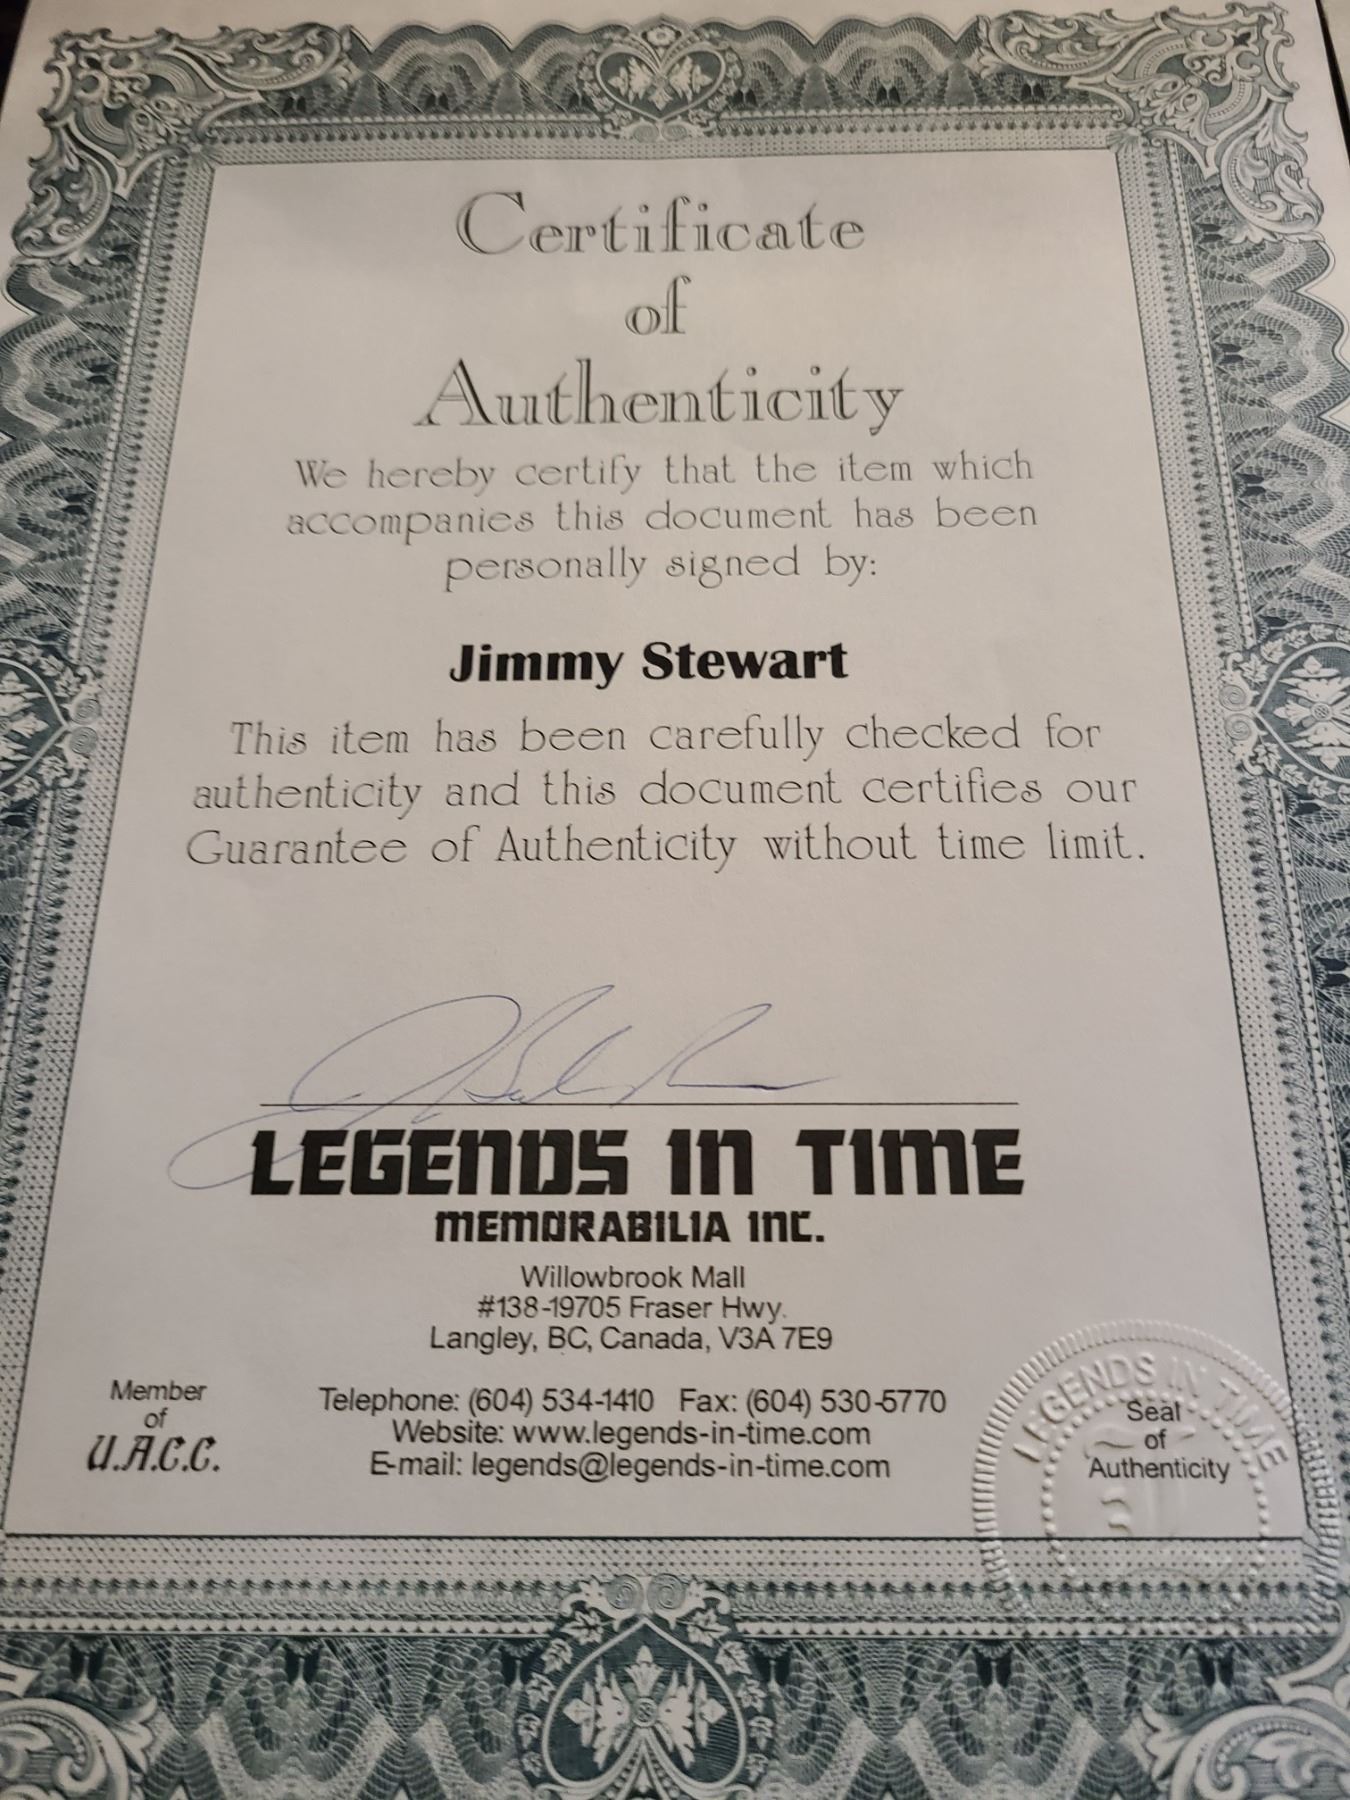 Certificate
of
Authenticity
We hereby certify that the item which
accompanies this document has been
personally signed by:
Jimmy Stewart
This item has been carefully checked for
authenticity and this document certifies our
Guarantee of Authenticity without time limit.
LEGENDS IN TIME
MEMORABILIA INC.
Willowbrook Mall
#138-19705 Fraser Hwy.
Langley, BC, Canada, V3A 7E9
Member
of
U.A.C.C.
Telephone: (604) 534-1410 Fax: (604) 530-5770
Website: www.legends-in-time.com
E-mail: legends@legends-in-time.com
LEGENDS IN TIME
Seal
of
Authenticity